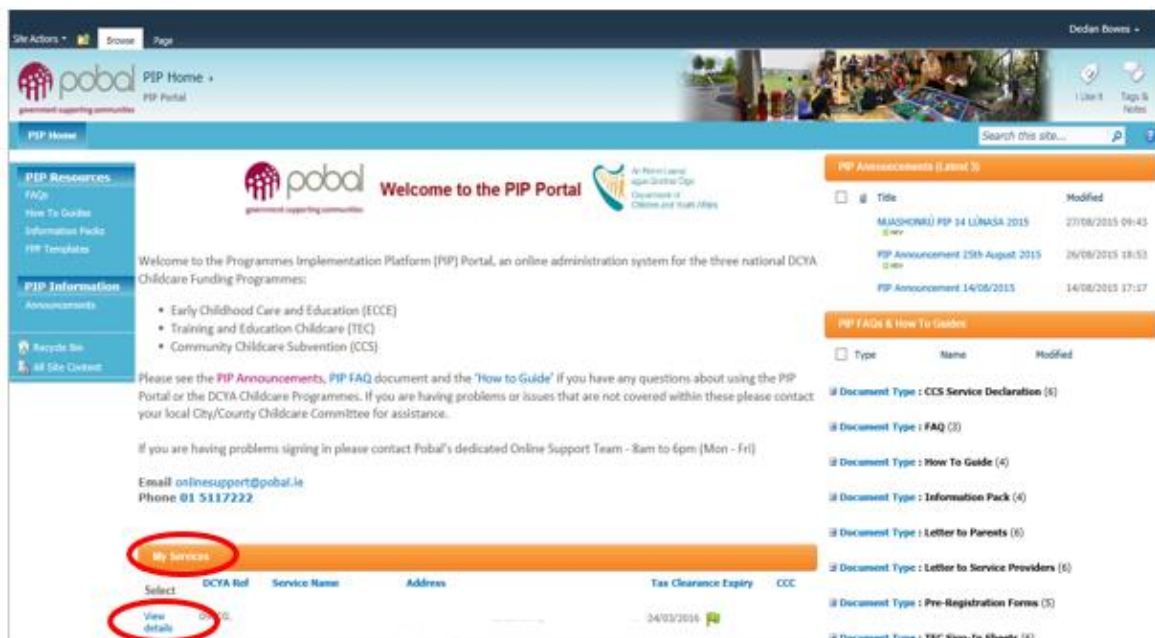 Dedan Bowes
Site Actions
Browse
Page
pobal
government supporting communities
PIP Home
PIP Portal
I Like It
Tags & Notes
PIP Home
Search this site...
PIP Resources
FAQs
How To Guides
Information Packs
PIP Information
Announcements
Recycle Bin
All Site Content
pobal
government supporting communities
Welcome to the PIP Portal
Department of
Children and Youth Affairs
Welcome to the Programmes Implementation Platform (PIP) Portal, an online administration system for the three national DCYA
Childcare Funding Programmes:
• Early Childhood Care and Education (ECCE)
• Training and Education Childcare (TEC)
• Community Childcare Subvention (CCS)
Please see the PIP Announcements, PIP FAQ document and the 'How to Guide' if you have any questions about using the PIP
Portal or the DCYA Childcare Programmes. If you are having problems or issues that are not covered within these please contact
your local City/County Childcare Committee for assistance.
If you are having problems signing in please contact Pobal's dedicated Online Support Team - 8am to 6pm (Mon - Fri)
Email onlinesupport@pobal.ie
Phone 01 5117222
My Services
Select DCYA Ref Service Name Address Tax Clearance Expiry CCC
View details 24/03/2016
PIP Announcements (Latest 3)
Title Modified
PIP 14 LÚNASA 2015 27/08/2015 09:43
NEW
PIP Announcement 25th August 2015 26/08/2015 18:53
NEW
PIP Announcement 14/08/2015 14/08/2015 17:17
PIP FAQs & How To Guides
Type Name Modified
Document Type : CCS Service Declaration (6)
Document Type : FAQ (3)
Document Type : How To Guide (4)
Document Type : Information Pack (4)
Document Type : Letter to Parents (6)
Document Type : Letter to Service Providers (6)
Document Type : Pre-Registration Forms (5)
Document Type : TEC Sign-In Sheets (6)